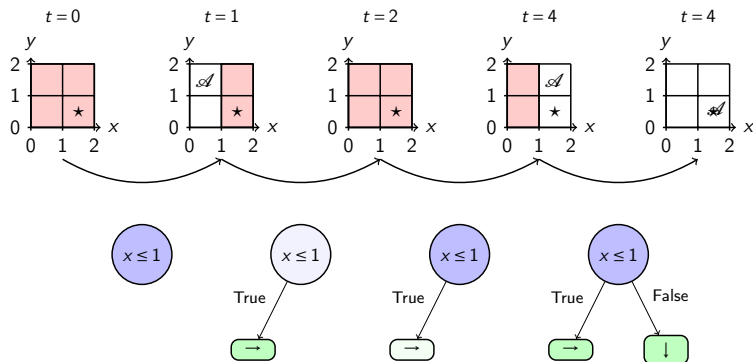 t = 0 t = 1 t = 2 t = 4 t = 4
y y y y y
2 2 2 2 2
𝒜 𝒜
1 1 1 1 1
⋆ ⋆ ⋆ ⋆ 𝒜
0 x 0 x 0 x 0 x 0 x
0 1 2 0 1 2 0 1 2 0 1 2 0 1 2
x ≤ 1 x ≤ 1 x ≤ 1 x ≤ 1
True True True False
→ → → ↓